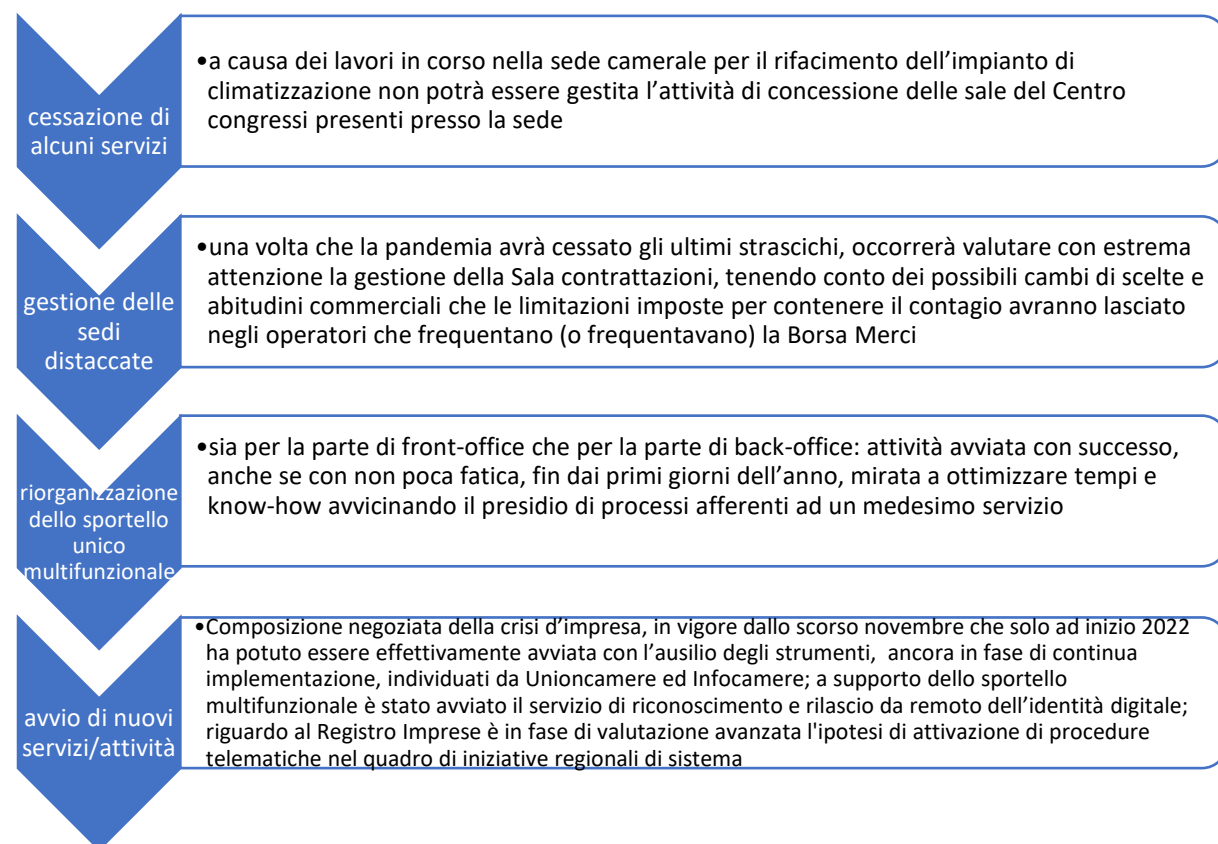 cessazione di
alcuni servizi
•a causa dei lavori in corso nella sede camerale per il rifacimento dell’impianto di
climatizzazione non potrà essere gestita l’attività di concessione delle sale del Centro
congressi presenti presso la sede
gestione delle
sedi
distaccate
•una volta che la pandemia avrà cessato gli ultimi strascichi, occorrerà valutare con estrema
attenzione la gestione della Sala contrattazioni, tenendo conto dei possibili cambi di scelte e
abitudini commerciali che le limitazioni imposte per contenere il contagio avranno lasciato
negli operatori che frequentano (o frequentavano) la Borsa Merci
riorganizzazione
dello sportello
unico
multifunzionale
•sia per la parte di front-office che per la parte di back-office: attività avviata con successo,
anche se con non poca fatica, fin dai primi giorni dell’anno, mirata a ottimizzare tempi e
know-how avvicinando il presidio di processi afferenti ad un medesimo servizio
avvio di nuovi
servizi/attività
•Composizione negoziata della crisi d’impresa, in vigore dallo scorso novembre che solo ad inizio 2022
ha potuto essere effettivamente avviata con l’ausilio degli strumenti, ancora in fase di continua
implementazione, individuati da Unioncamere ed Infocamere; a supporto dello sportello
multifunzionale è stato avviato il servizio di riconoscimento e rilascio da remoto dell’identità digitale;
riguardo al Registro Imprese è in fase di valutazione avanzata l'ipotesi di attivazione di procedure
telematiche nel quadro di iniziative regionali di sistema